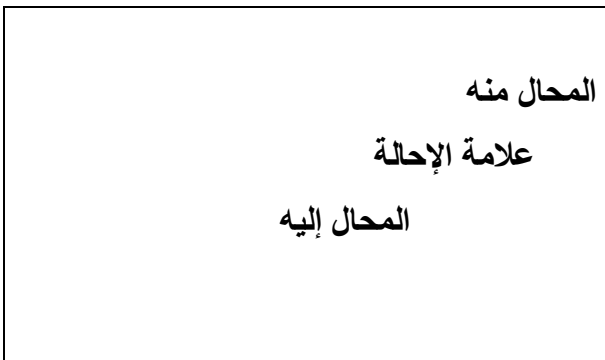 المحال منه
علامة الإحالة
المحال إليه